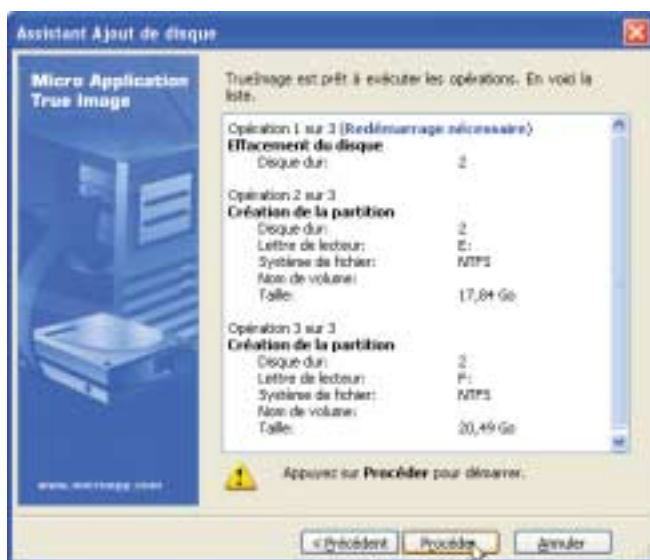 Assistant Ajout de disque
Micro Application
True Image
TrueImage est prêt à exécuter les opérations. En voici la
liste.
Opération 1 sur 3 (Redémarrage nécessaire)
Effacement du disque
Disque dur: 2
Opération 2 sur 3
Création de la partition
Disque dur: 2
Lettre de lecteur: E:
Système de fichier: NTFS
Nom de volume:
Taille: 17,84 Go
Opération 3 sur 3
Création de la partition
Disque dur: 2
Lettre de lecteur: F:
Système de fichier: NTFS
Nom de volume:
Taille: 20,49 Go
Appuyez sur Procéder pour démarrer.
www.microapp.com
< Précédent Procéder Annuler